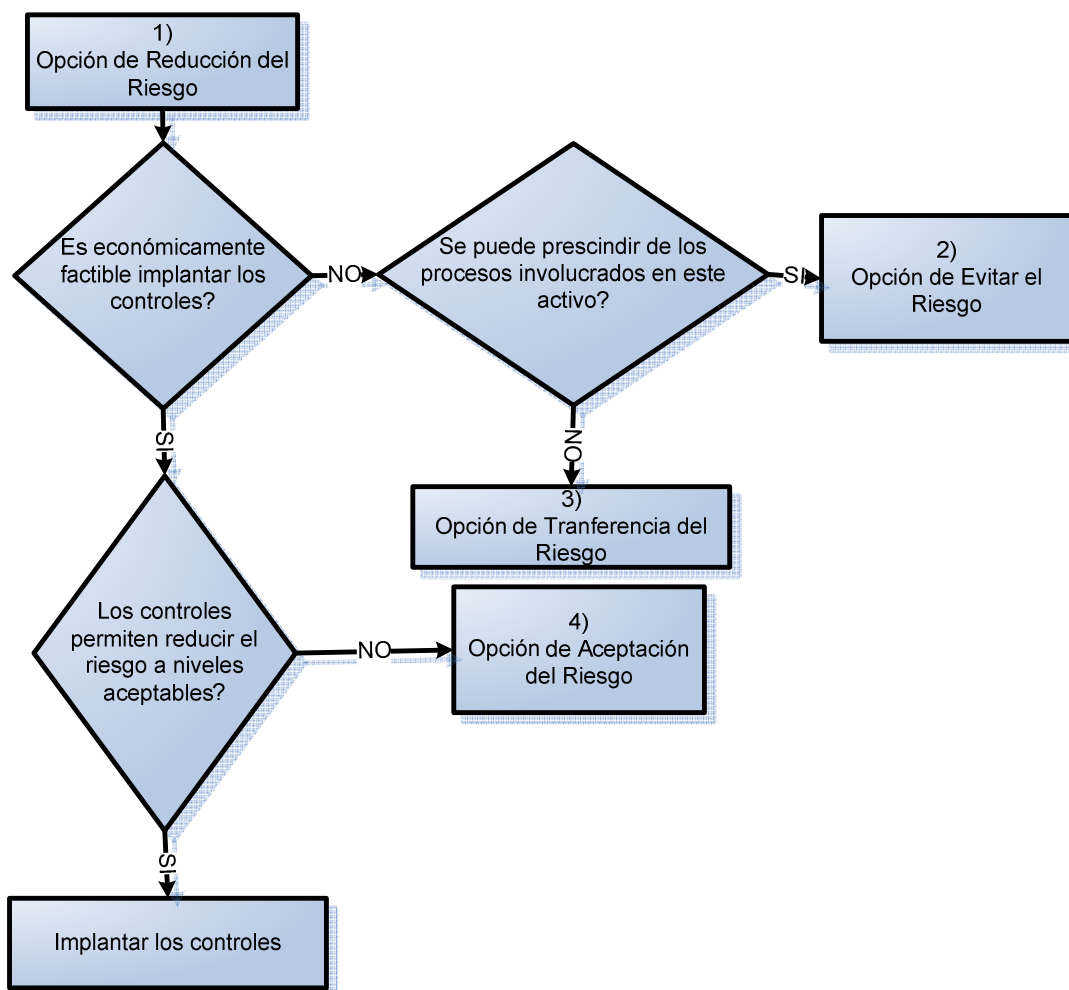 1)
Opción de Reducción del
Riesgo
Es económicamente
factible implantar los
controles?
NO
Se puede prescindir de los
procesos involucrados en este
activo?
SI
2)
Opción de Evitar el
Riesgo
SI
NO
3)
Opción de Tranferencia del
Riesgo
Los controles
permiten reducir el
riesgo a niveles
aceptables?
NO
4)
Opción de Aceptación
del Riesgo
SI
Implantar los controles